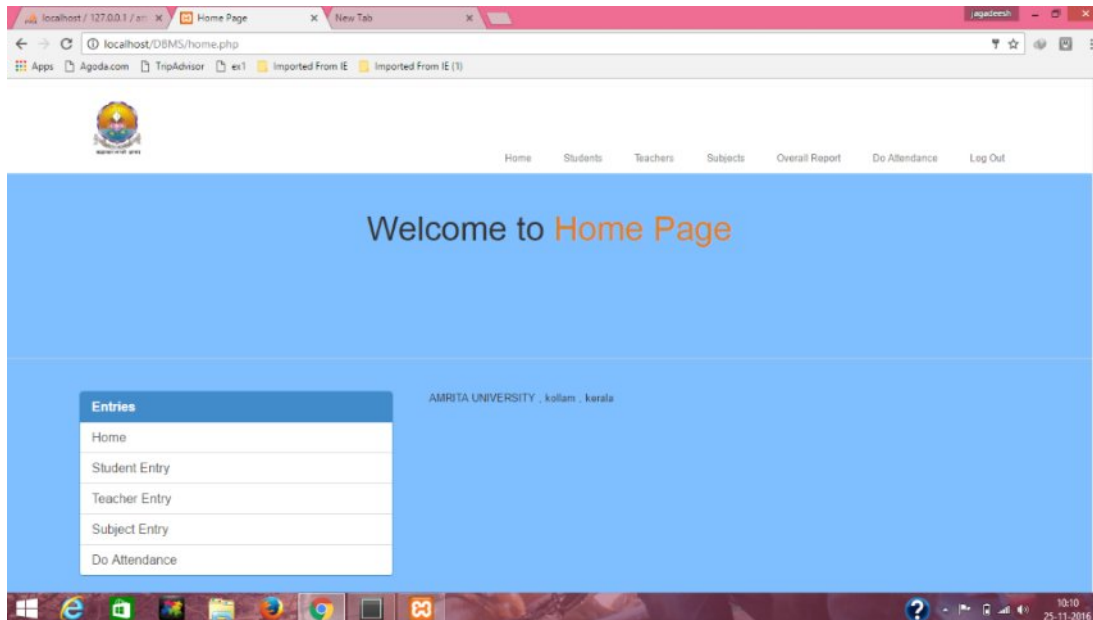 localhost / 127.0.0.1 / am
Home Page
New Tab
jagadeesh
localhost/DBMS/home.php
Apps Agoda.com TripAdvisor ex1 Imported From IE Imported From IE (1)
Home Students Teachers Subjects Overall Report Do Attendance Log Out
Welcome to Home Page
AMRITA UNIVERSITY , kollam , kerala
Entries
Home
Student Entry
Teacher Entry
Subject Entry
Do Attendance
10:10
25-11-2016